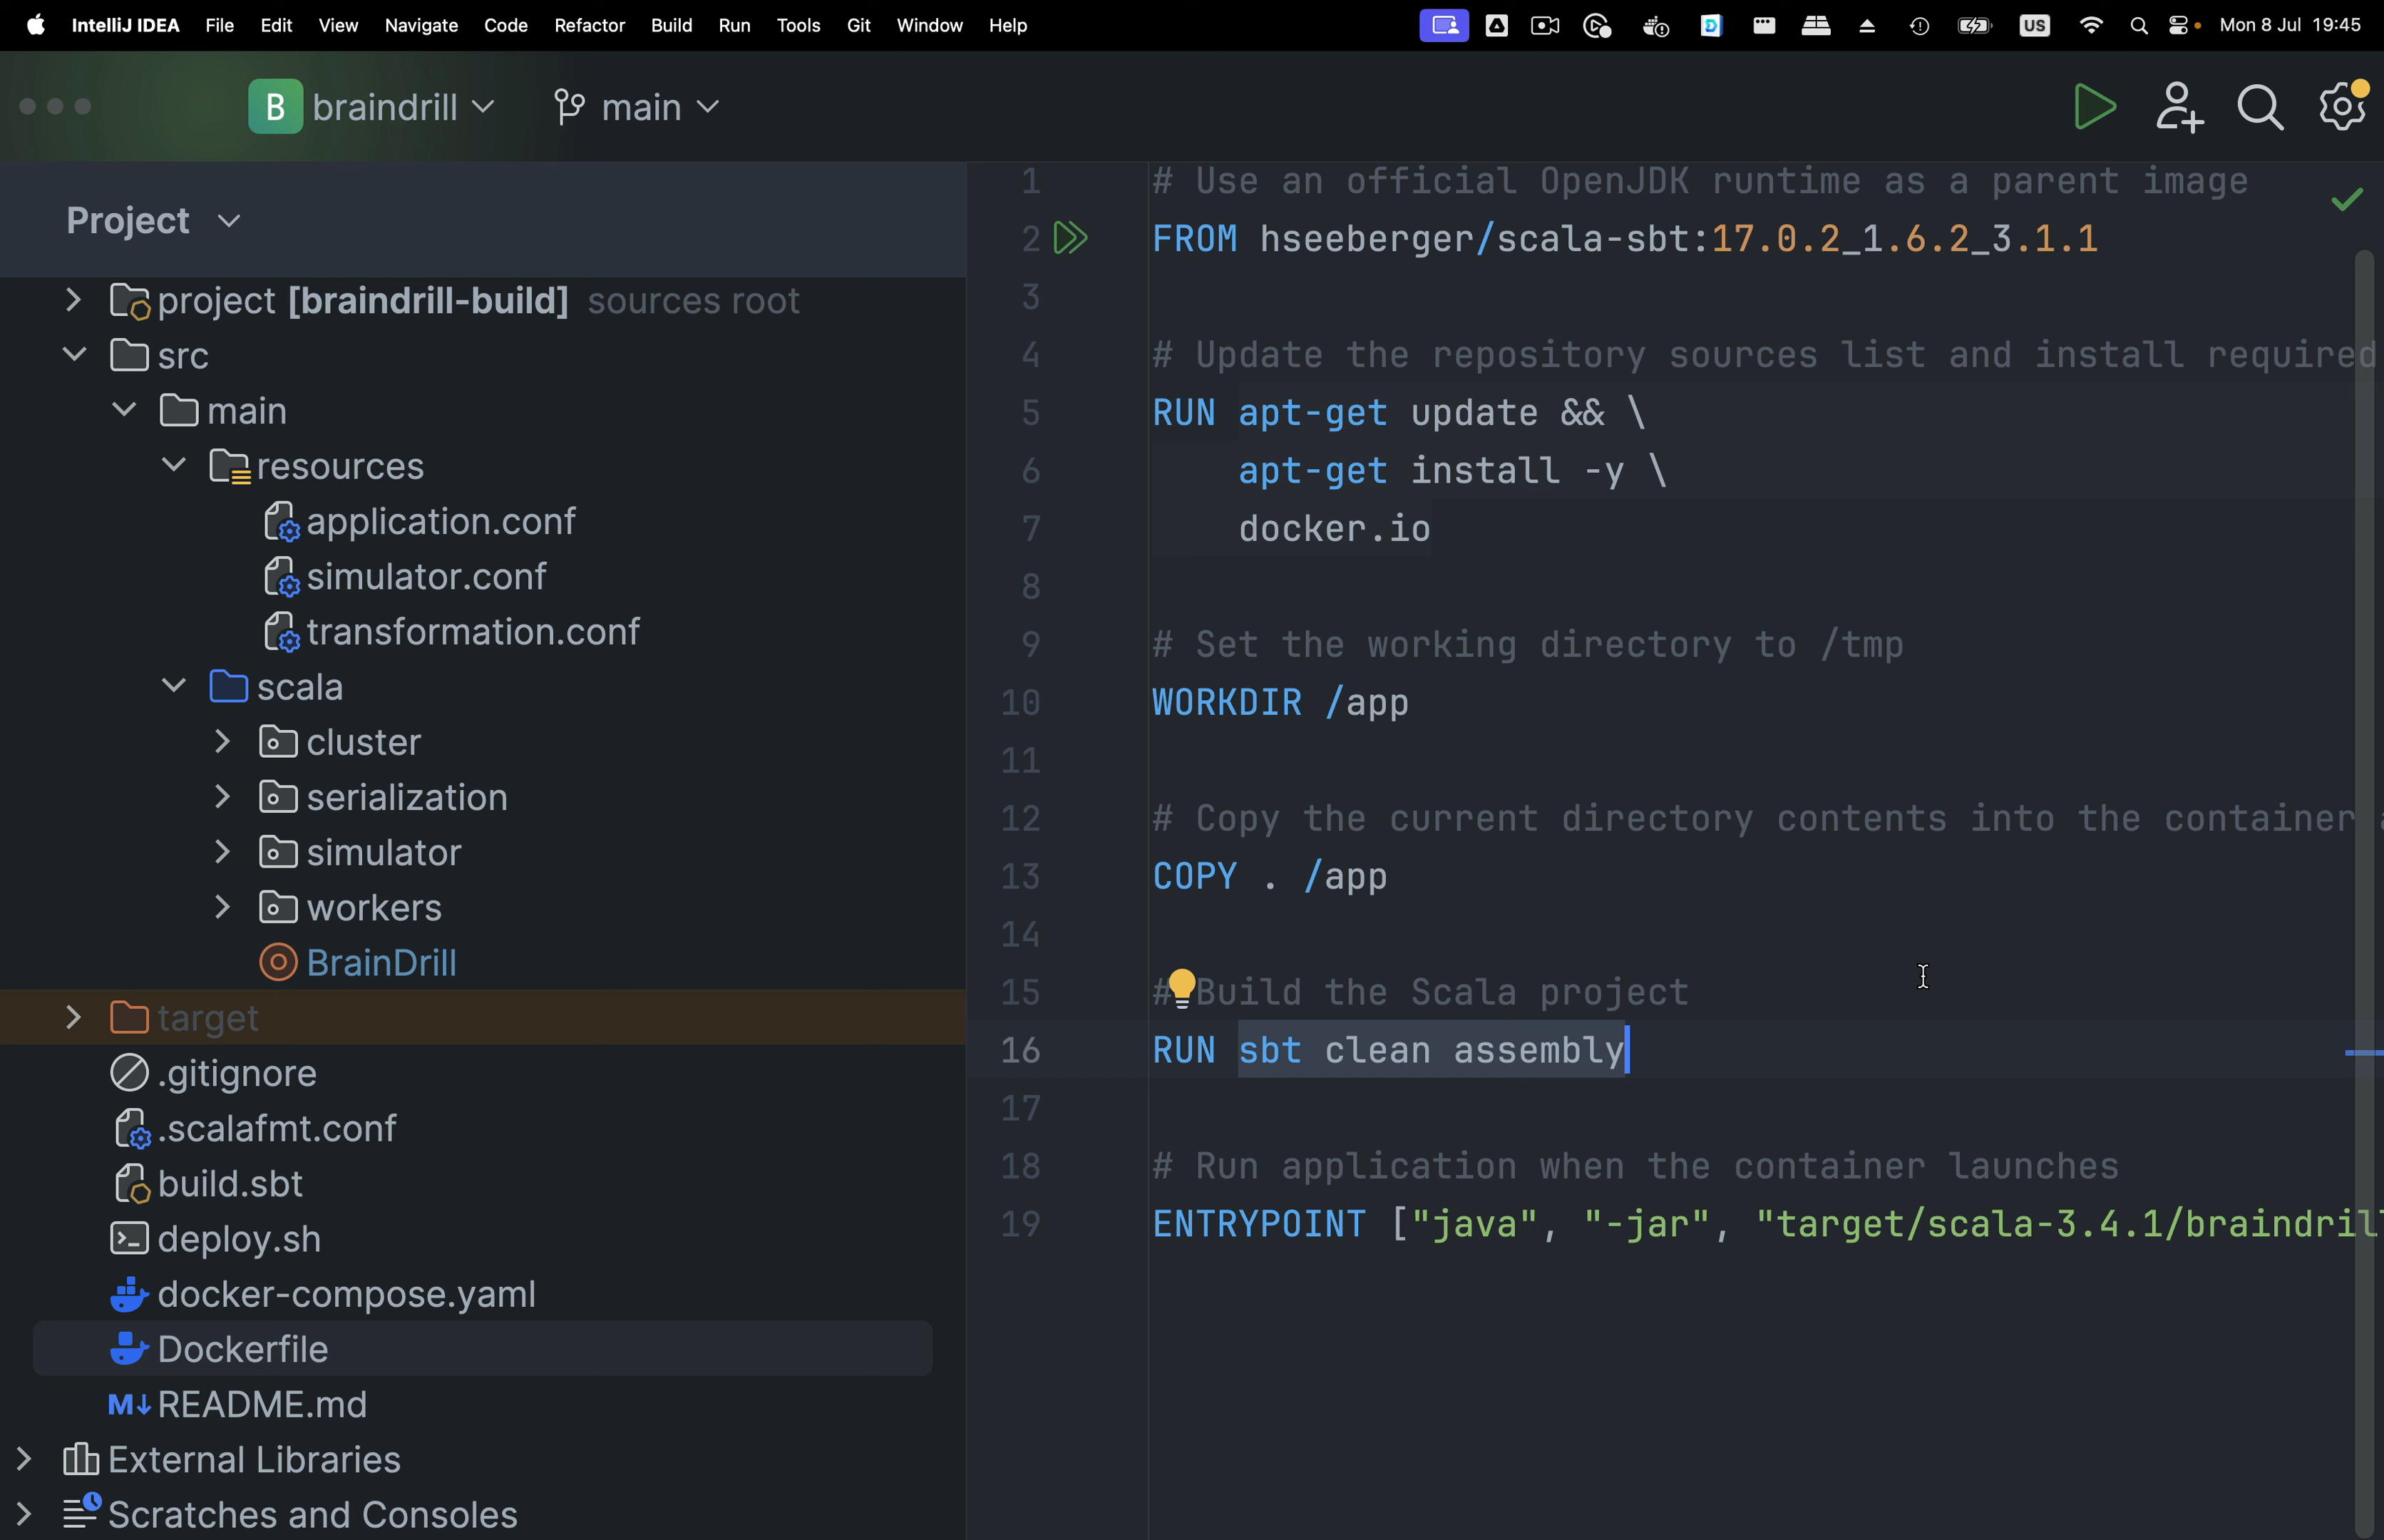 IntelliJ IDEA File Edit View Navigate Code Refactor Build Run Tools Git Window Help US Mon 8 Jul 19:45
B braindrill main
Project
project [braindrill-build] sources root
src
main
resources
application.conf
simulator.conf
transformation.conf
scala
cluster
serialization
simulator
workers
BrainDrill
target
.gitignore
.scalafmt.conf
build.sbt
deploy.sh
docker-compose.yaml
Dockerfile
M↓ README.md
External Libraries
Scratches and Consoles
1 # Use an official OpenJDK runtime as a parent image
2 FROM hseeberger/scala-sbt:17.0.2_1.6.2_3.1.1
3
4 # Update the repository sources list and install required
5 RUN apt-get update && \
6 apt-get install -y \
7 docker.io
8
9 # Set the working directory to /tmp
10 WORKDIR /app
11
12 # Copy the current directory contents into the container
13 COPY . /app
14
15 # Build the Scala project
16 RUN sbt clean assembly
17
18 # Run application when the container launches
19 ENTRYPOINT ["java", "-jar", "target/scala-3.4.1/braindril